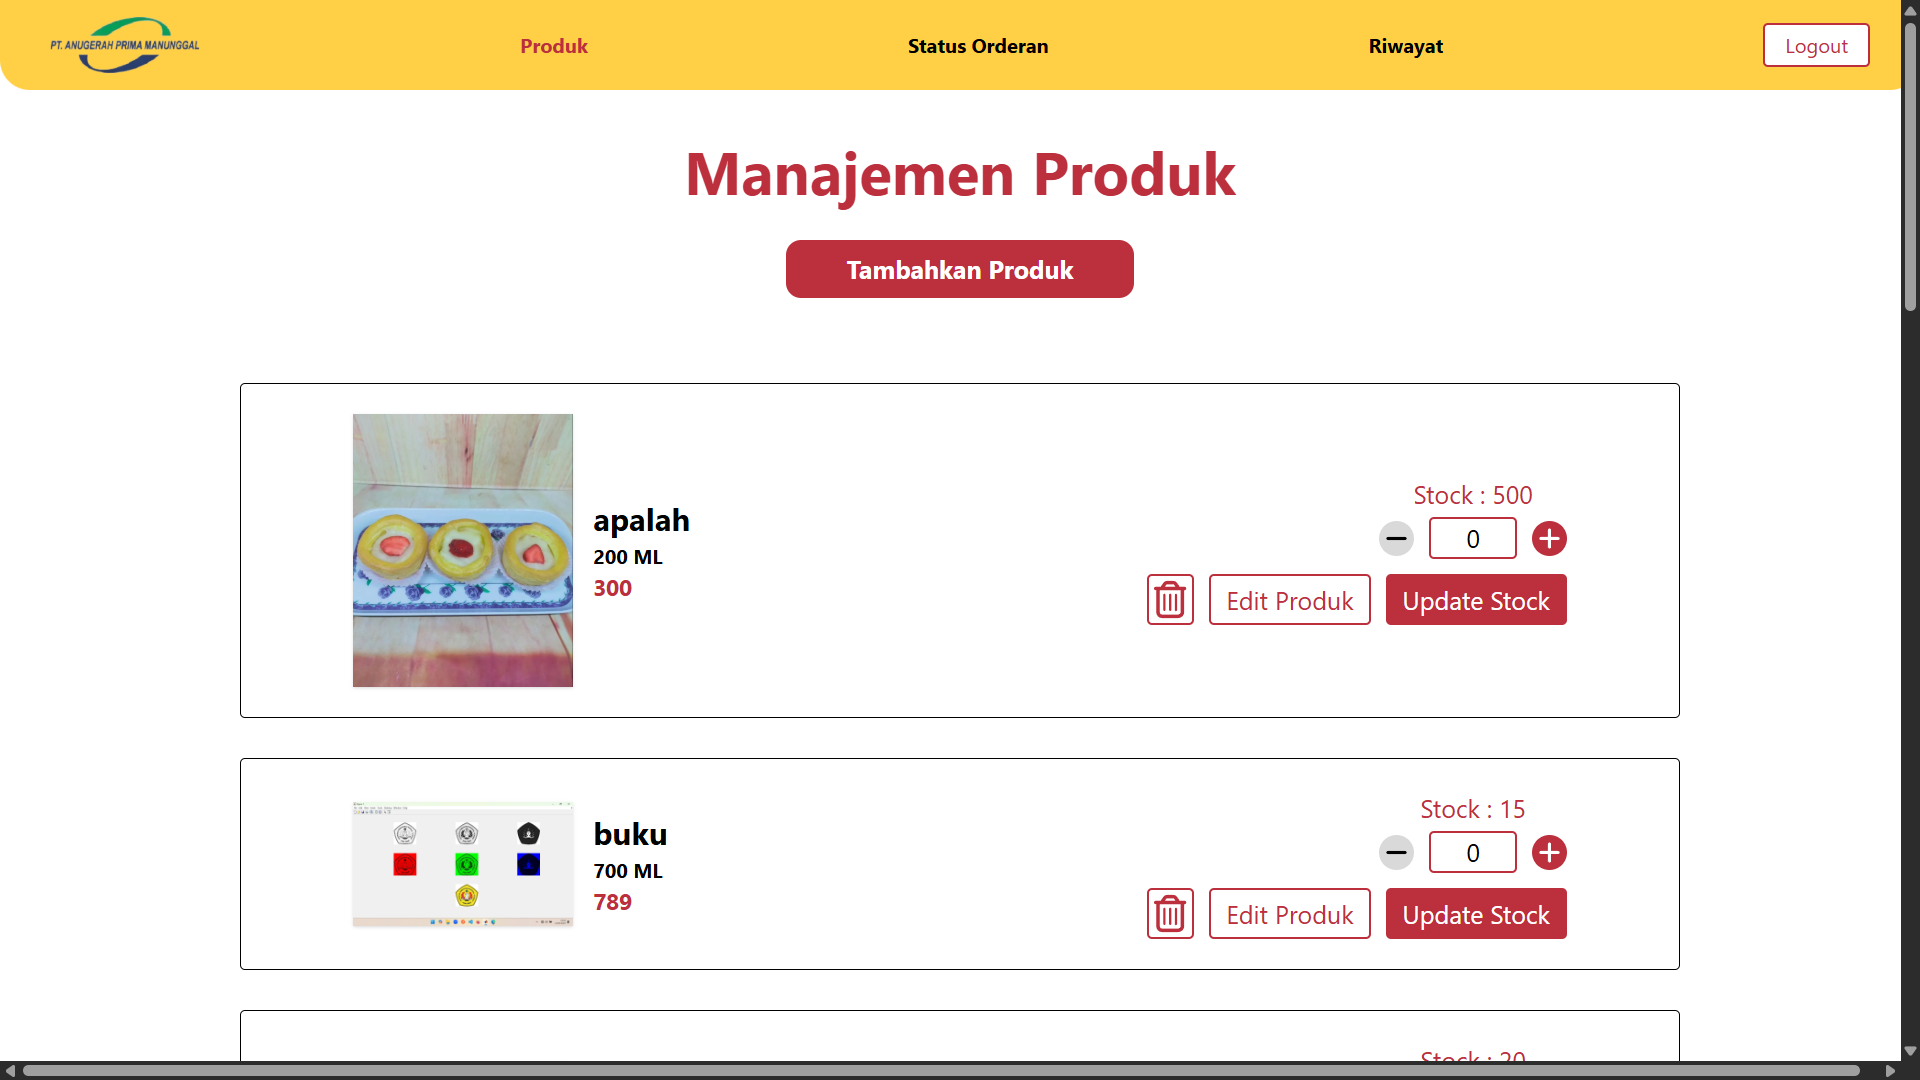 PT. ANUGERAH PRIMA MANUNGGAL
Produk
Status Orderan
Riwayat
Logout
Manajemen Produk
Tambahkan Produk
apalah
200 ML
300
Stock : 500
0
Edit Produk
Update Stock
buku
700 ML
789
Stock : 15
0
Edit Produk
Update Stock
Stock : 20